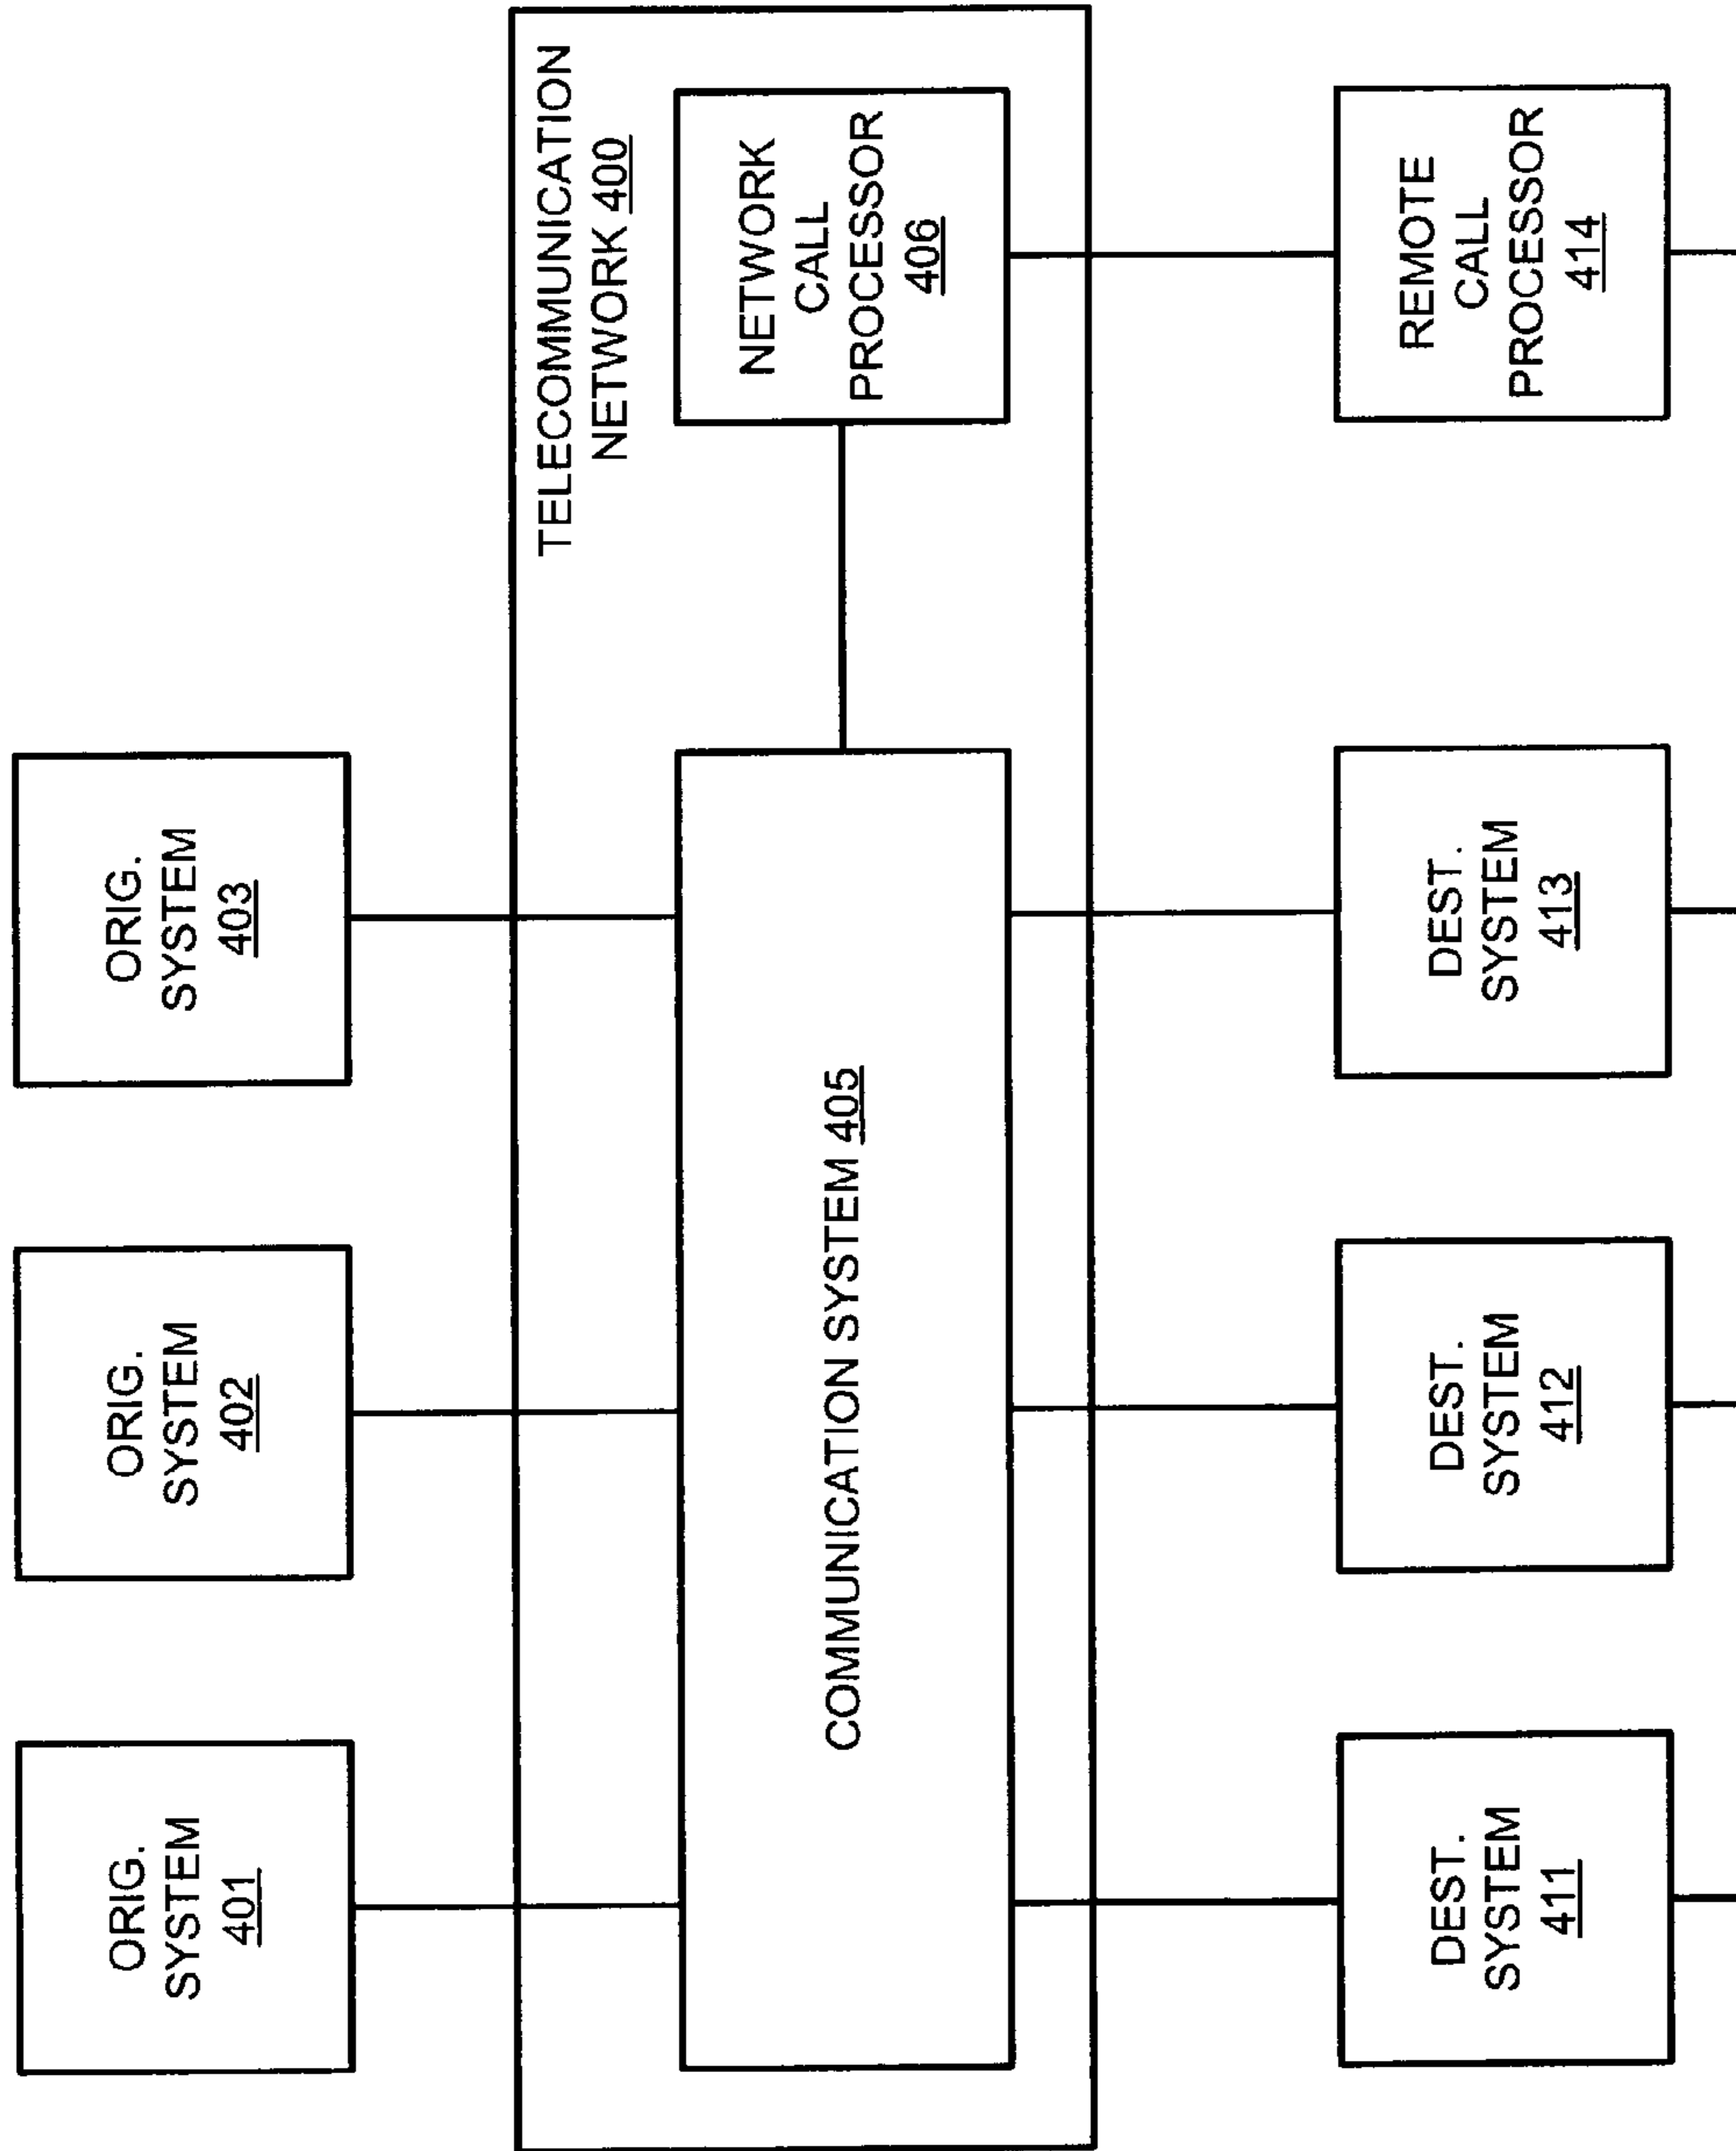 ORIG.
SYSTEM
401
ORIG.
SYSTEM
402
ORIG.
SYSTEM
403
TELECOMMUNICATION
NETWORK 400
COMMUNICATION SYSTEM 405
NETWORK
CALL
PROCESSOR
406
DEST.
SYSTEM
411
DEST.
SYSTEM
412
DEST.
SYSTEM
413
REMOTE
CALL
PROCESSOR
414